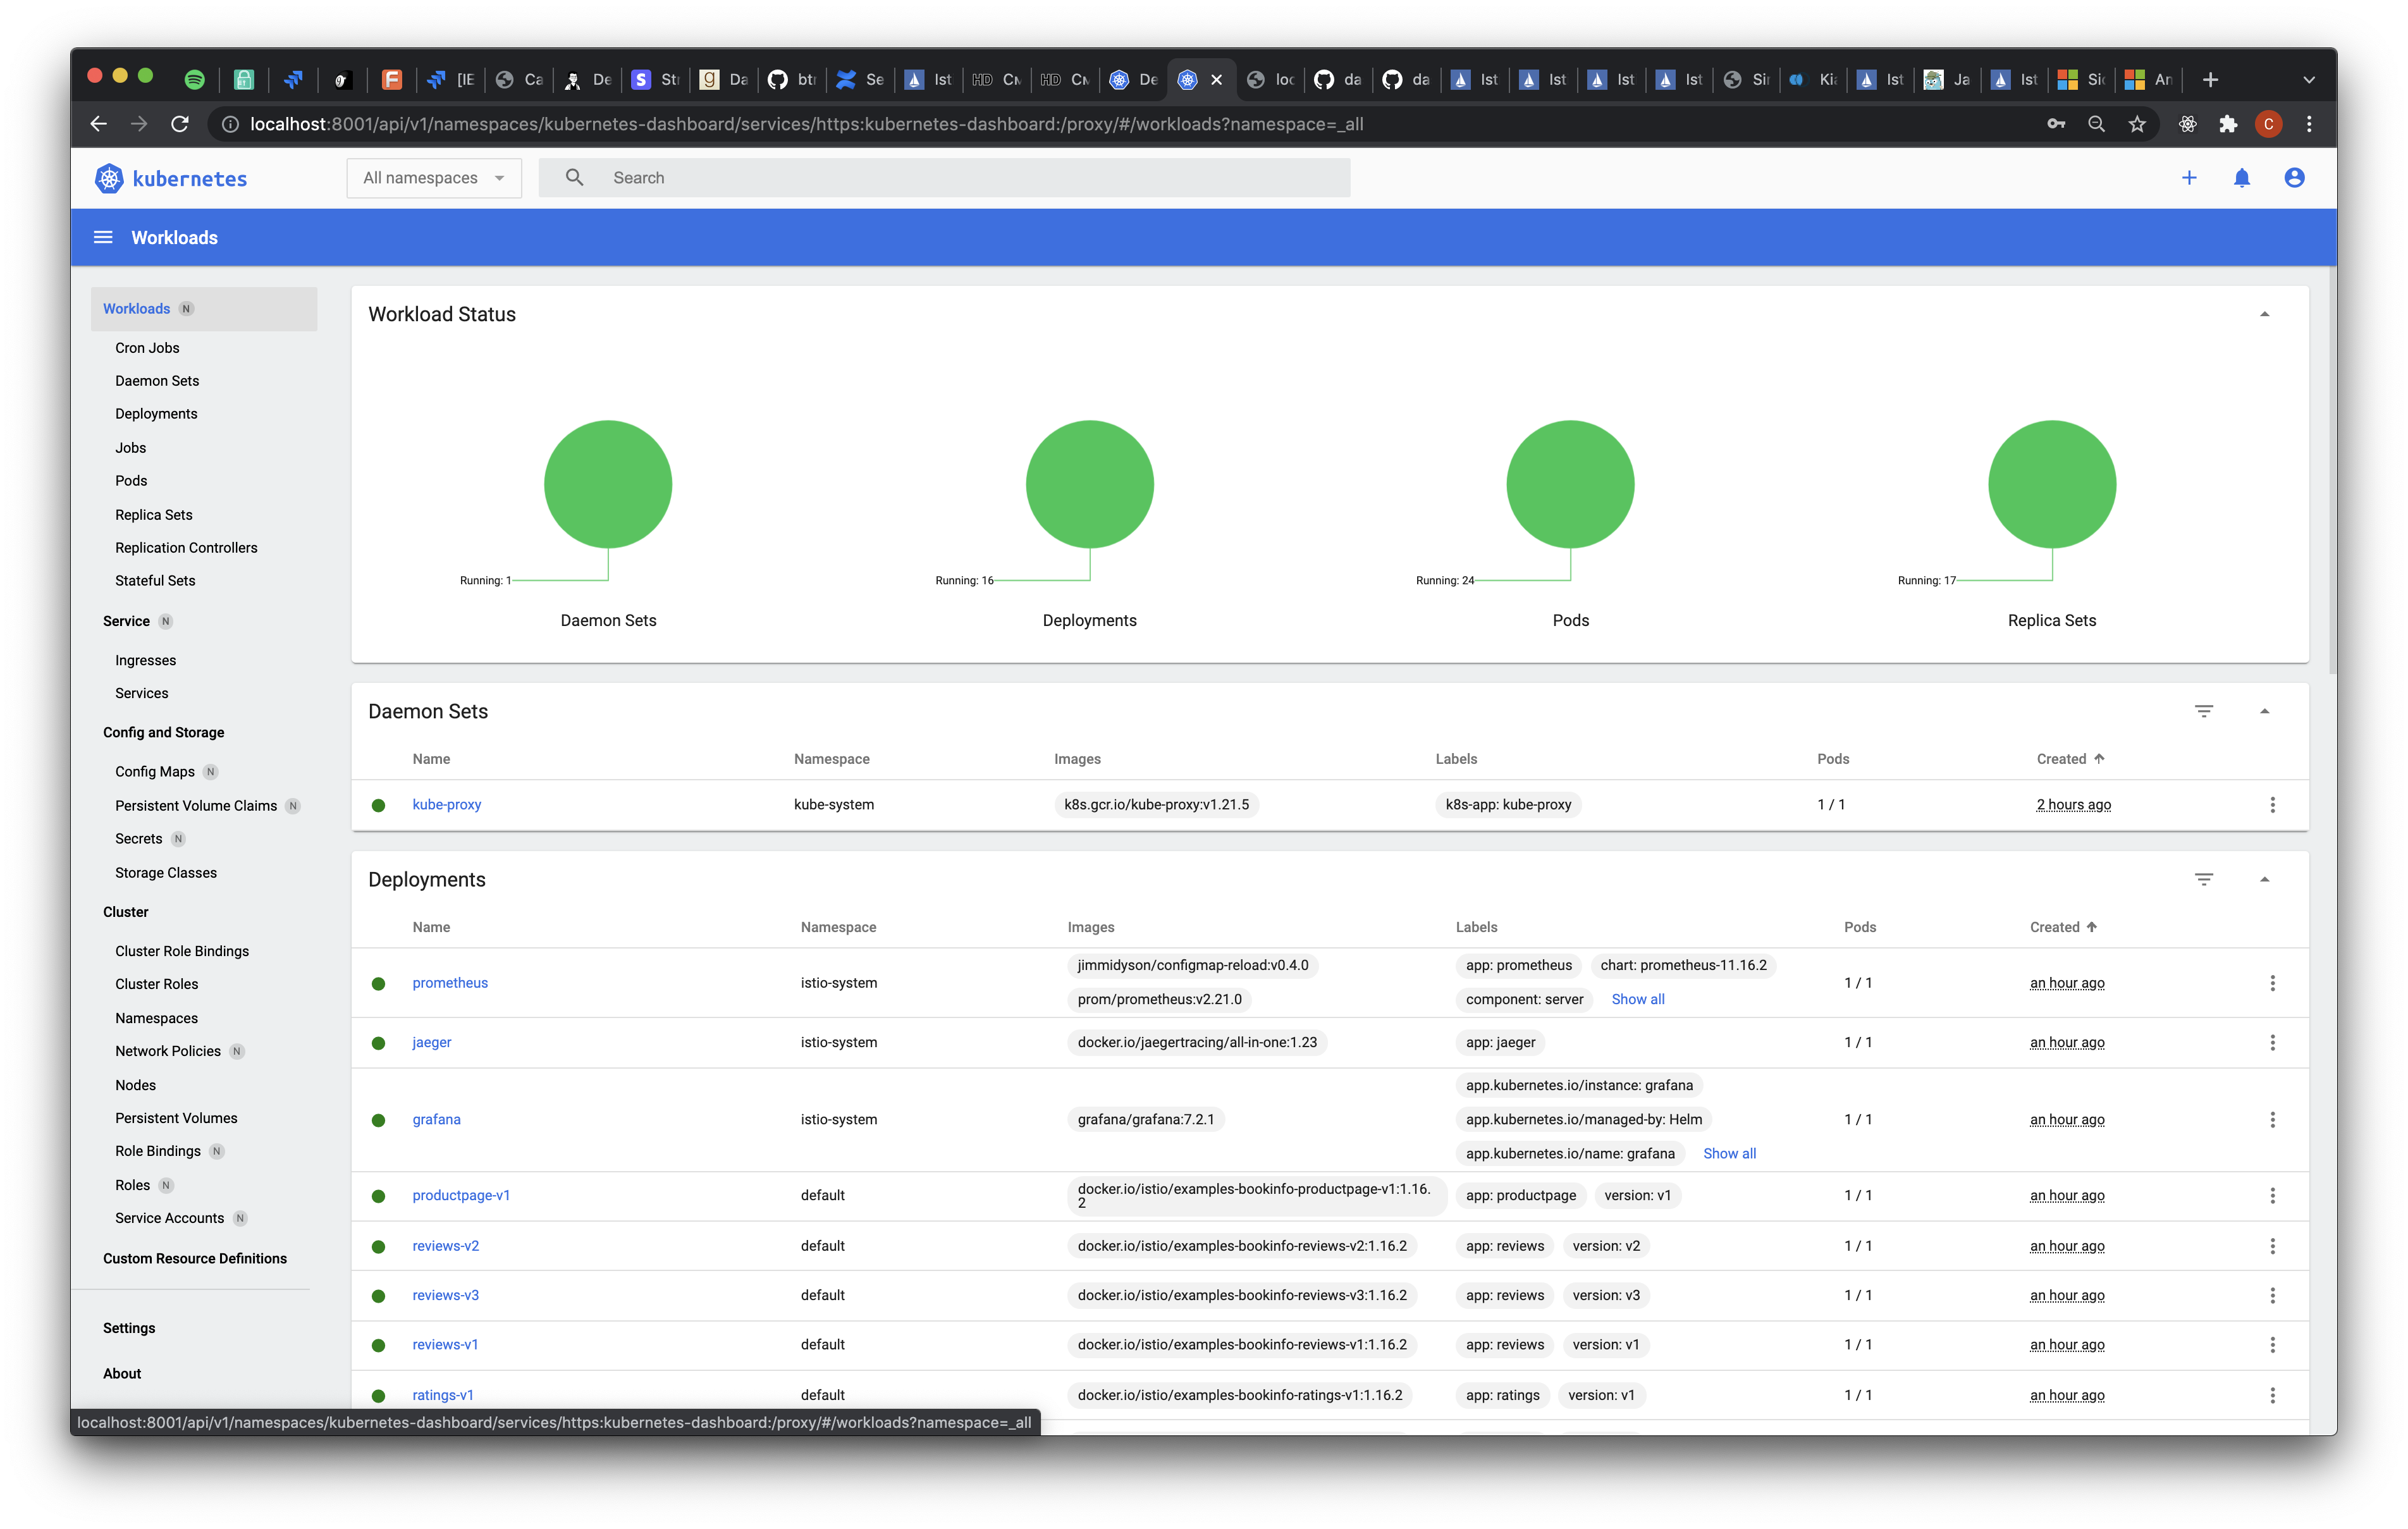 [IE
Ca
De
Str
Da
btr
Se
Ist
HD
CM
HD
CM
De
loc
da
da
Ist
Ist
Ist
Ist
Sir
Kia
Ist
Ja
Ist
Sic
An
localhost:8001/api/v1/namespaces/kubernetes-dashboard/services/https:kubernetes-dashboard:/proxy/#/workloads?namespace=_all
C
kubernetes
All namespaces
Search
Workloads
Workloads N
Cron Jobs
Daemon Sets
Deployments
Jobs
Pods
Replica Sets
Replication Controllers
Stateful Sets
Service N
Ingresses
Services
Config and Storage
Config Maps N
Persistent Volume Claims N
Secrets N
Storage Classes
Cluster
Cluster Role Bindings
Cluster Roles
Namespaces
Network Policies N
Nodes
Persistent Volumes
Role Bindings N
Roles N
Service Accounts N
Custom Resource Definitions
Settings
About
Workload Status
Running: 1
Running: 16
Running: 24
Running: 17
Daemon Sets
Deployments
Pods
Replica Sets
Daemon Sets
Name Namespace Images Labels Pods Created
kube-proxy kube-system k8s.gcr.io/kube-proxy:v1.21.5 k8s-app: kube-proxy 1 / 1 2 hours ago
Deployments
Name Namespace Images Labels Pods Created
prometheus istio-system jimmidyson/configmap-reload:v0.4.0 app: prometheus chart: prometheus-11.16.2 1 / 1 an hour ago
prom/prometheus:v2.21.0 component: server Show all
jaeger istio-system docker.io/jaegertracing/all-in-one:1.23 app: jaeger 1 / 1 an hour ago
app.kubernetes.io/instance: grafana
grafana istio-system grafana/grafana:7.2.1 app.kubernetes.io/managed-by: Helm 1 / 1 an hour ago
app.kubernetes.io/name: grafana Show all
productpage-v1 default docker.io/istio/examples-bookinfo-productpage-v1:1.16. app: productpage version: v1 1 / 1 an hour ago
2
reviews-v2 default docker.io/istio/examples-bookinfo-reviews-v2:1.16.2 app: reviews version: v2 1 / 1 an hour ago
reviews-v3 default docker.io/istio/examples-bookinfo-reviews-v3:1.16.2 app: reviews version: v3 1 / 1 an hour ago
reviews-v1 default docker.io/istio/examples-bookinfo-reviews-v1:1.16.2 app: reviews version: v1 1 / 1 an hour ago
ratings-v1 default docker.io/istio/examples-bookinfo-ratings-v1:1.16.2 app: ratings version: v1 1 / 1 an hour ago
localhost:8001/api/v1/namespaces/kubernetes-dashboard/services/https:kubernetes-dashboard:/proxy/#/workloads?namespace=_all